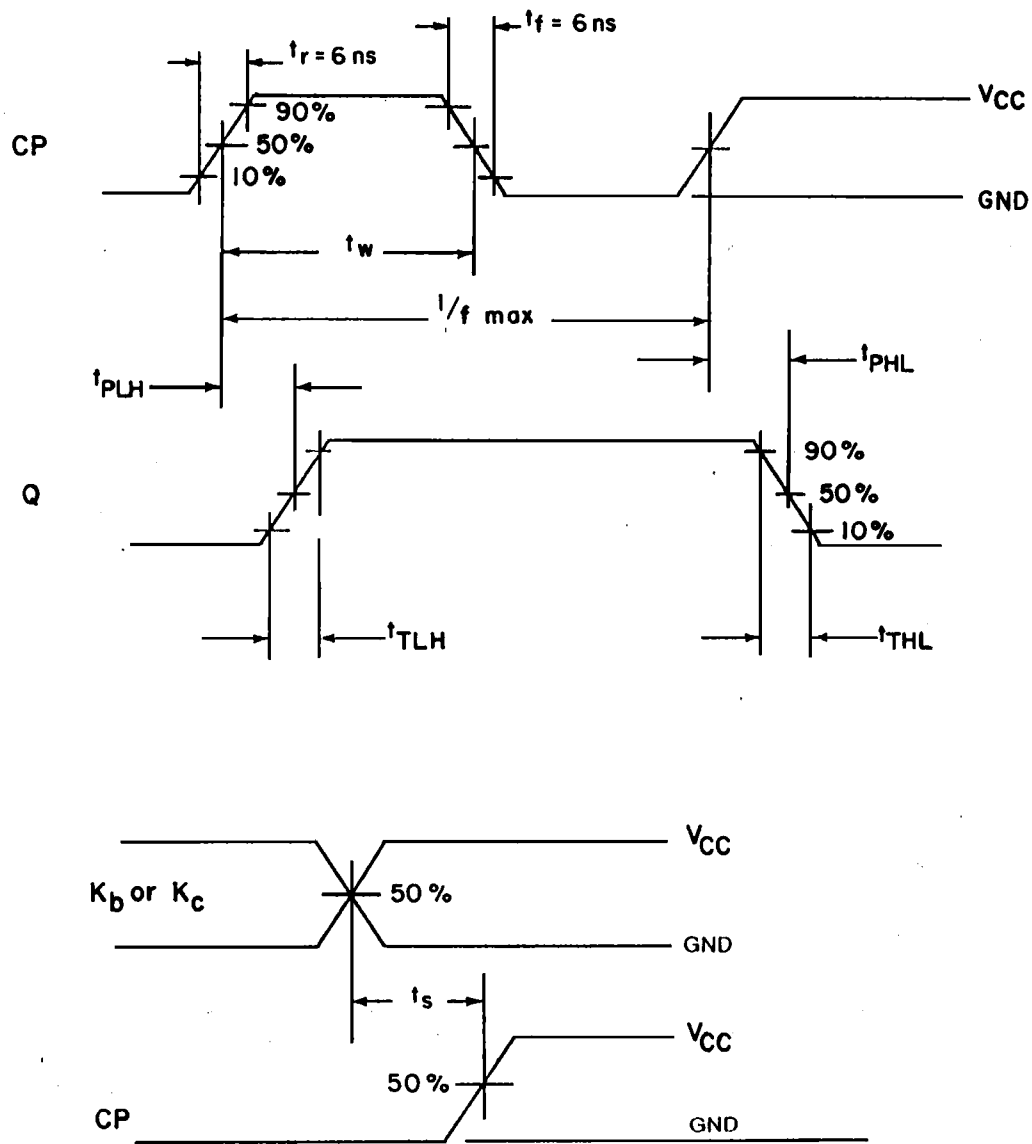 tr = 6 ns
tf = 6 ns
CP
90%
50%
10%
VCC
GND
tw
1/f max
tPLH
tPHL
Q
90%
50%
10%
tTLH
tTHL
Kb or Kc
VCC
50%
GND
ts
VCC
50%
CP
GND